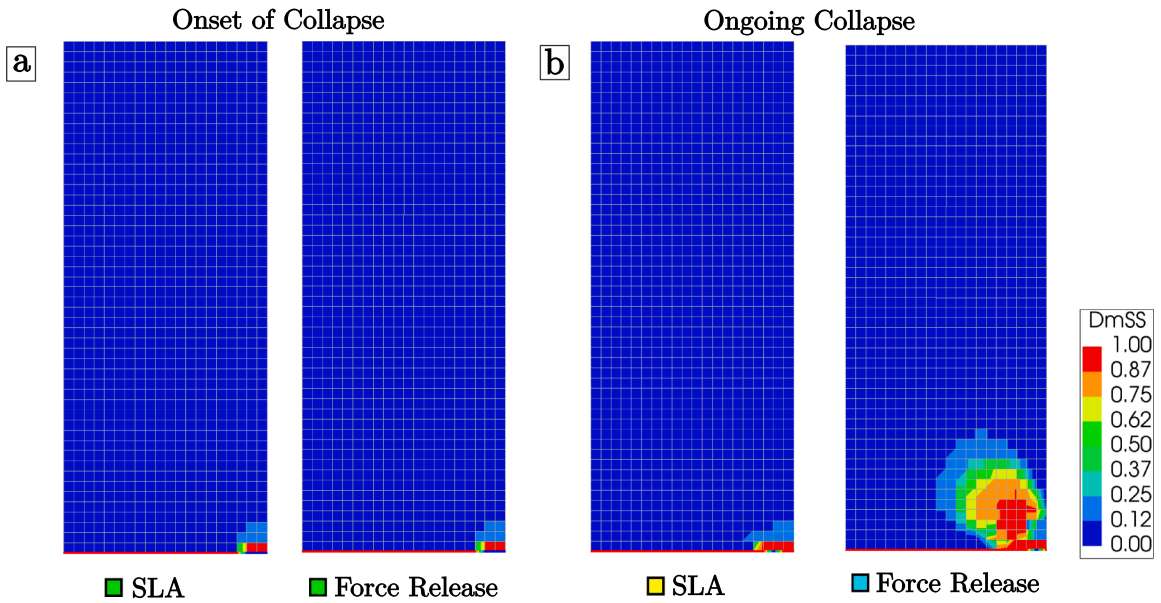 Onset of Collapse
Ongoing Collapse
a
b
DmSS
1.00
0.87
0.75
0.62
0.50
0.37
0.25
0.12
0.00
SLA
Force Release
SLA
Force Release